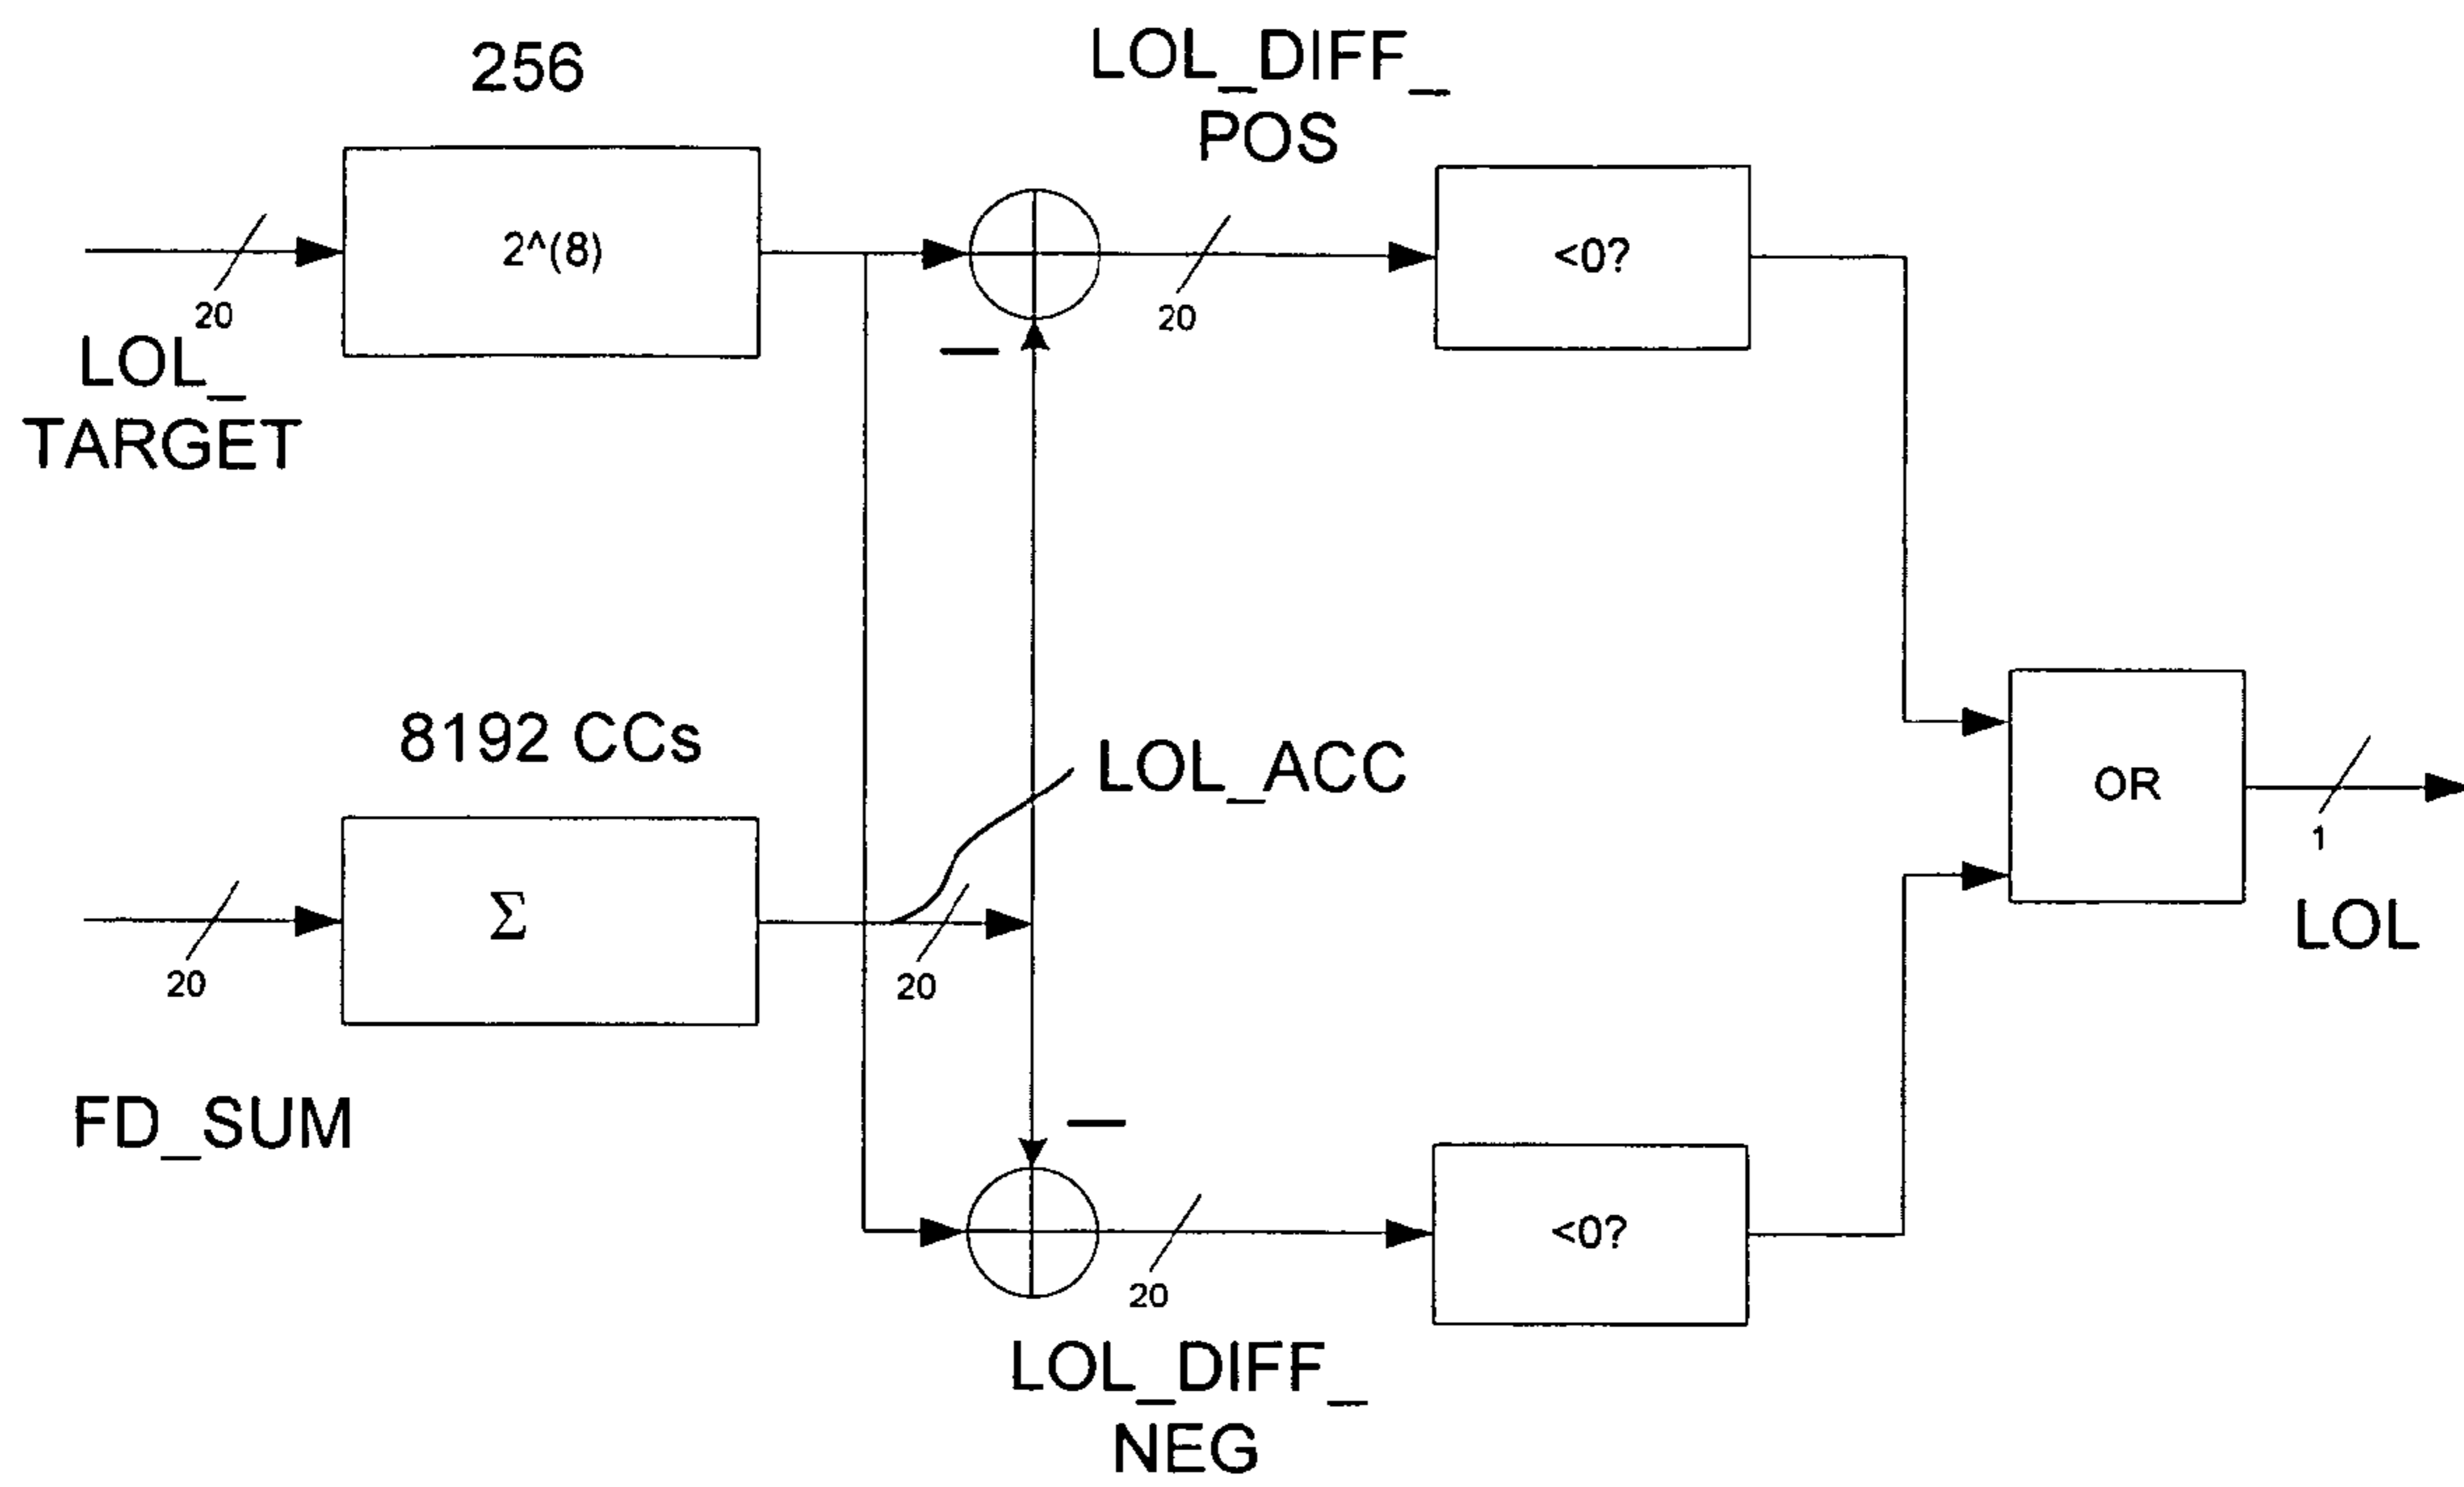 256
LOL_DIFF_
POS
2^(8)
<0?
20
20
LOL_
TARGET
8192 CCs
LOL_ACC
OR
Σ
1
LOL
20
20
FD_SUM
<0?
20
LOL_DIFF_
NEG